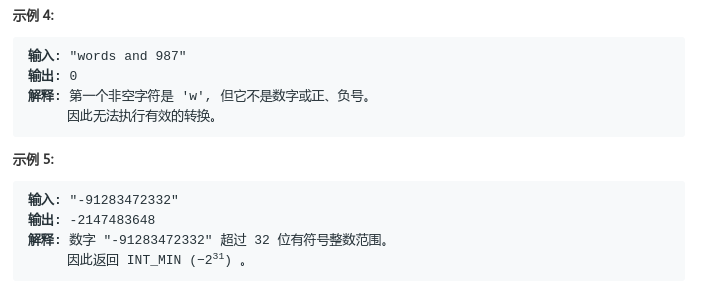 示例 4:
输入: "words and 987"
输出: 0
解释: 第一个非空字符是 'w', 但它不是数字或正、负号。
因此无法执行有效的转换。
示例 5:
输入: "-91283472332"
输出: -2147483648
解释: 数字 "-91283472332" 超过 32 位有符号整数范围。
因此返回 INT_MIN (−2³¹) 。